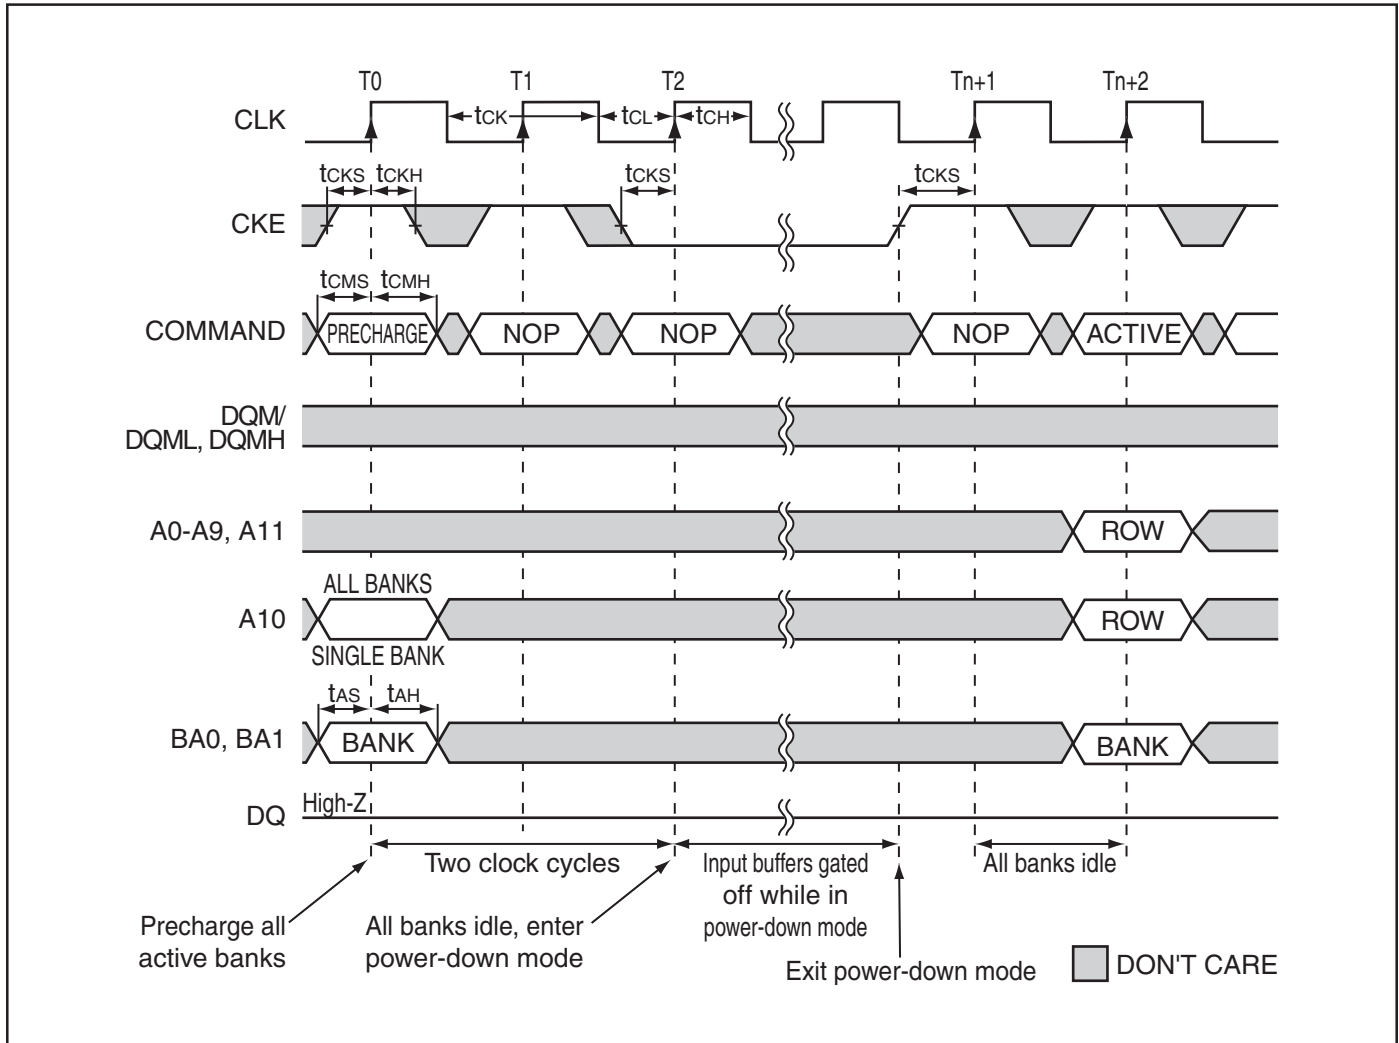 T0 T1 T2 Tn+1 Tn+2
CLK
tCK tCL tCH
tCKS tCKH tCKS tCKS
CKE
tCMS tCMH
COMMAND PRECHARGE NOP NOP NOP ACTIVE
DQM/
DQML, DQMH
A0-A9, A11 ROW
ALL BANKS
A10 ROW
SINGLE BANK
tAS tAH
BA0, BA1 BANK BANK
High-Z
DQ
Two clock cycles
Input buffers gated
off while in
power-down mode
All banks idle
Precharge all
active banks
All banks idle, enter
power-down mode
Exit power-down mode
DON'T CARE